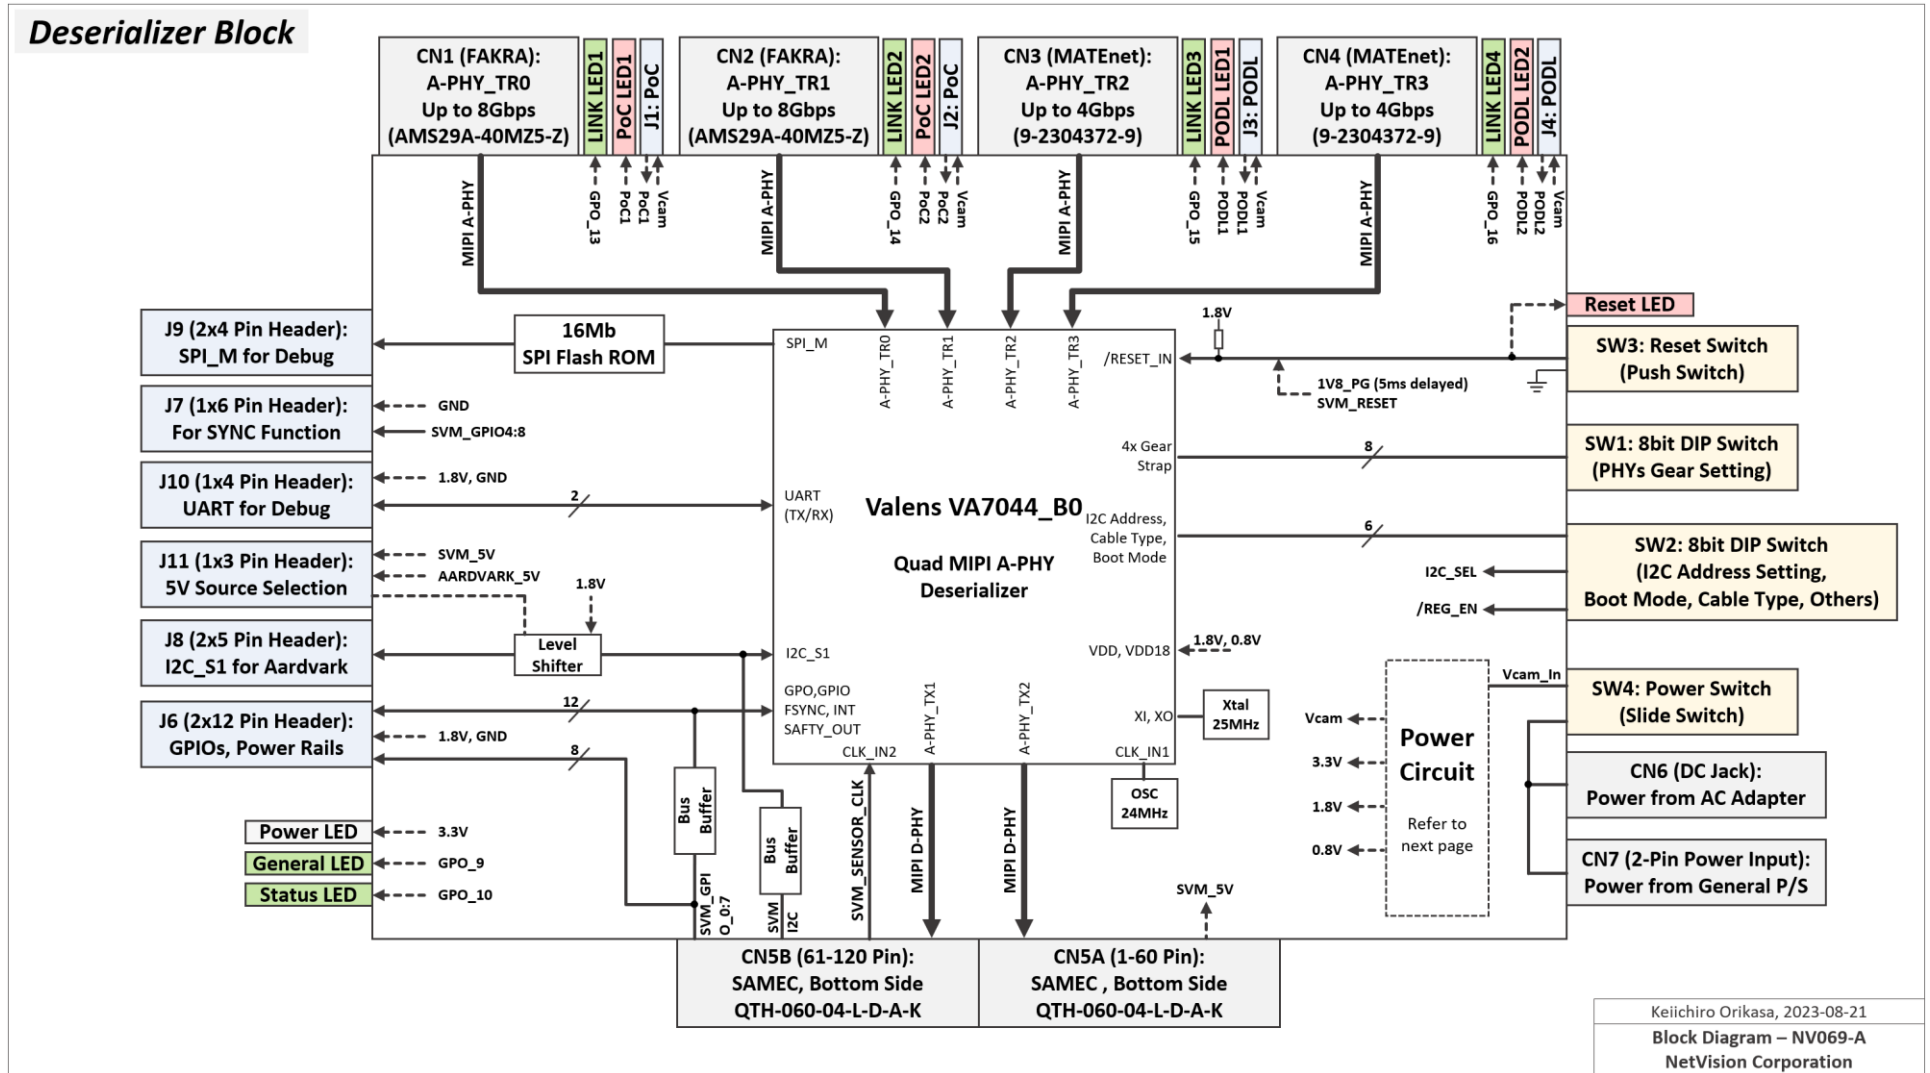 Deserializer Block
CN1 (FAKRA):
A-PHY_TR0
Up to 8Gbps
(AMS29A-40MZ5-Z)
LINK LED1
PoC LED1
J1: PoC
CN2 (FAKRA):
A-PHY_TR1
Up to 8Gbps
(AMS29A-40MZ5-Z)
LINK LED2
PoC LED2
J2: PoC
CN3 (MATEnet):
A-PHY_TR2
Up to 4Gbps
(9-2304372-9)
LINK LED3
PODL LED1
J3: PODL
CN4 (MATEnet):
A-PHY_TR3
Up to 4Gbps
(9-2304372-9)
LINK LED4
PODL LED2
J4: PODL
MIPI A-PHY
GPO_13
PoC1
PoC1
Vcam
MIPI A-PHY
GPO_14
PoC2
PoC2
Vcam
MIPI A-PHY
GPO_15
PODL1
PODL1
Vcam
MIPI A-PHY
GPO_16
PODL2
PODL2
Vcam
J9 (2x4 Pin Header):
SPI_M for Debug
16Mb
SPI Flash ROM
J7 (1x6 Pin Header):
For SYNC Function
GND
SVM_GPIO4:8
J10 (1x4 Pin Header):
UART for Debug
1.8V, GND
2
J11 (1x3 Pin Header):
5V Source Selection
SVM_5V
AARDVARK_5V
1.8V
J8 (2x5 Pin Header):
I2C_S1 for Aardvark
Level
Shifter
J6 (2x12 Pin Header):
GPIOs, Power Rails
12
1.8V, GND
8
Power LED
3.3V
General LED
GPO_9
Status LED
GPO_10
SPI_M
A-PHY_TR0
A-PHY_TR1
A-PHY_TR2
A-PHY_TR3
/RESET_IN
4x Gear
Strap
UART
(TX/RX)
Valens VA7044_B0
I2C Address,
Cable Type,
Boot Mode
Quad MIPI A-PHY
Deserializer
I2C_S1
VDD, VDD18
GPO,GPIO
FSYNC, INT
SAFTY_OUT
A-PHY_TX1
A-PHY_TX2
XI, XO
CLK_IN2
CLK_IN1
1.8V
1V8_PG (5ms delayed)
SVM_RESET
Reset LED
SW3: Reset Switch
(Push Switch)
8
SW1: 8bit DIP Switch
(PHYs Gear Setting)
6
SW2: 8bit DIP Switch
(I2C Address Setting,
Boot Mode, Cable Type, Others)
I2C_SEL
/REG_EN
1.8V, 0.8V
Xtal
25MHz
OSC
24MHz
Vcam_In
SW4: Power Switch
(Slide Switch)
Power
Circuit
Refer to
next page
Vcam
3.3V
1.8V
0.8V
CN6 (DC Jack):
Power from AC Adapter
CN7 (2-Pin Power Input):
Power from General P/S
Bus
Buffer
Bus
Buffer
SVM_GPI
O_0:7
SVM_
I2C
SVM_SENSOR_CLK
MIPI D-PHY
MIPI D-PHY
SVM_5V
CN5B (61-120 Pin):
SAMEC, Bottom Side
QTH-060-04-L-D-A-K
CN5A (1-60 Pin):
SAMEC , Bottom Side
QTH-060-04-L-D-A-K
Keiichiro Orikasa, 2023-08-21
Block Diagram – NV069-A
NetVision Corporation